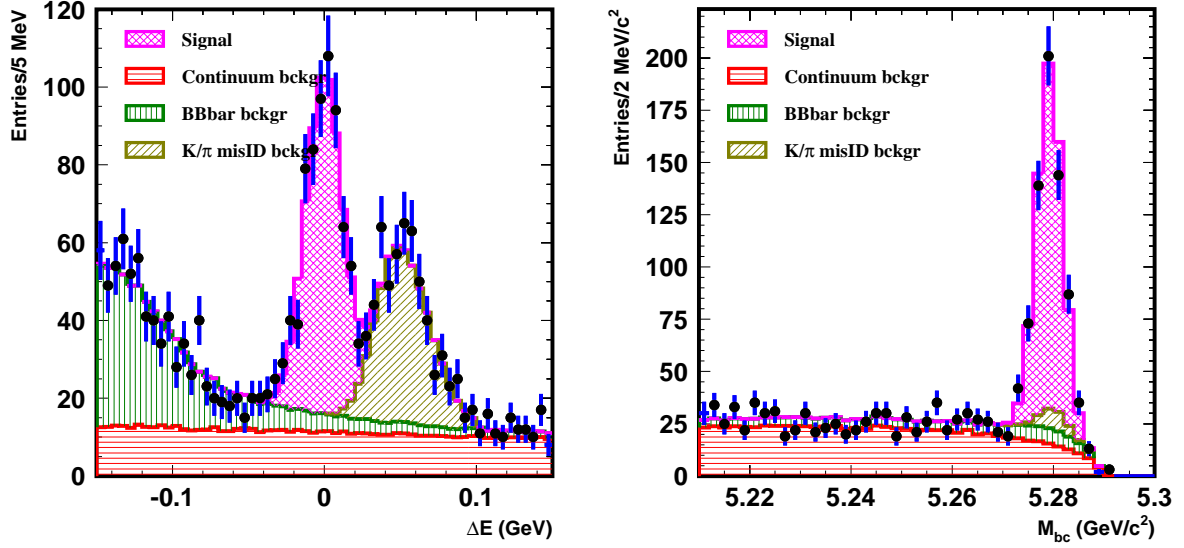 Entries/5 MeV
120
100
80
60
40
20
0
Signal
Continuum bckgr
BBbar bckgr
K/π misID bckgr
-0.1 0 0.1
ΔE (GeV)
Entries/2 MeV/c²
200
175
150
125
100
75
50
25
0
Signal
Continuum bckgr
BBbar bckgr
K/π misID bckgr
5.22 5.24 5.26 5.28 5.3
M_bc (GeV/c²)